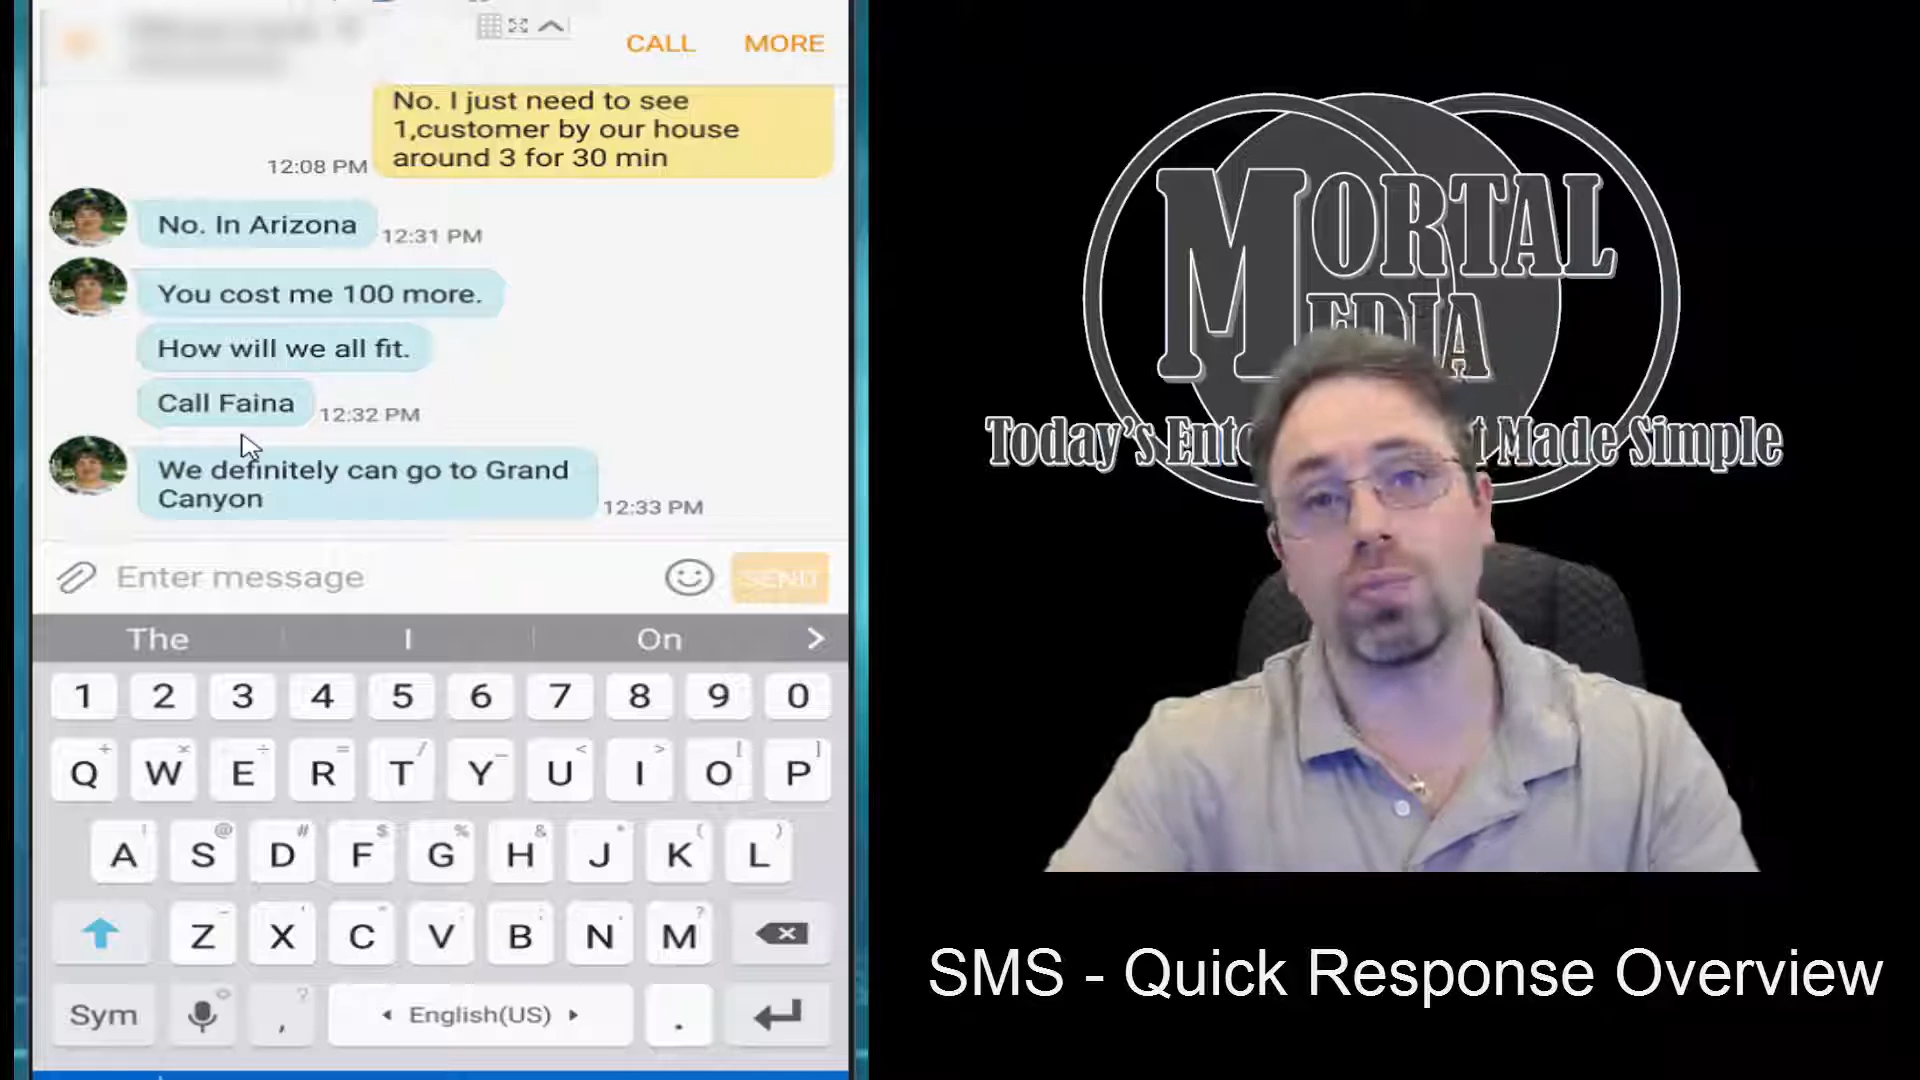 CALL
MORE
No. I just need to see
1,customer by our house
around 3 for 30 min
12:08 PM
No. In Arizona
12:31 PM
You cost me 100 more.
How will we all fit.
Call Faina
12:32 PM
We definitely can go to Grand
Canyon
12:33 PM
Enter message
SEND
The
I
On
1 2 3 4 5 6 7 8 9 0
Q W E R T Y U I O P
A S D F G H J K L
Z X C V B N M
Sym
,
English(US)
.
MORTAL
MEDIA
Today's Made Simple
SMS - Quick Response Overview